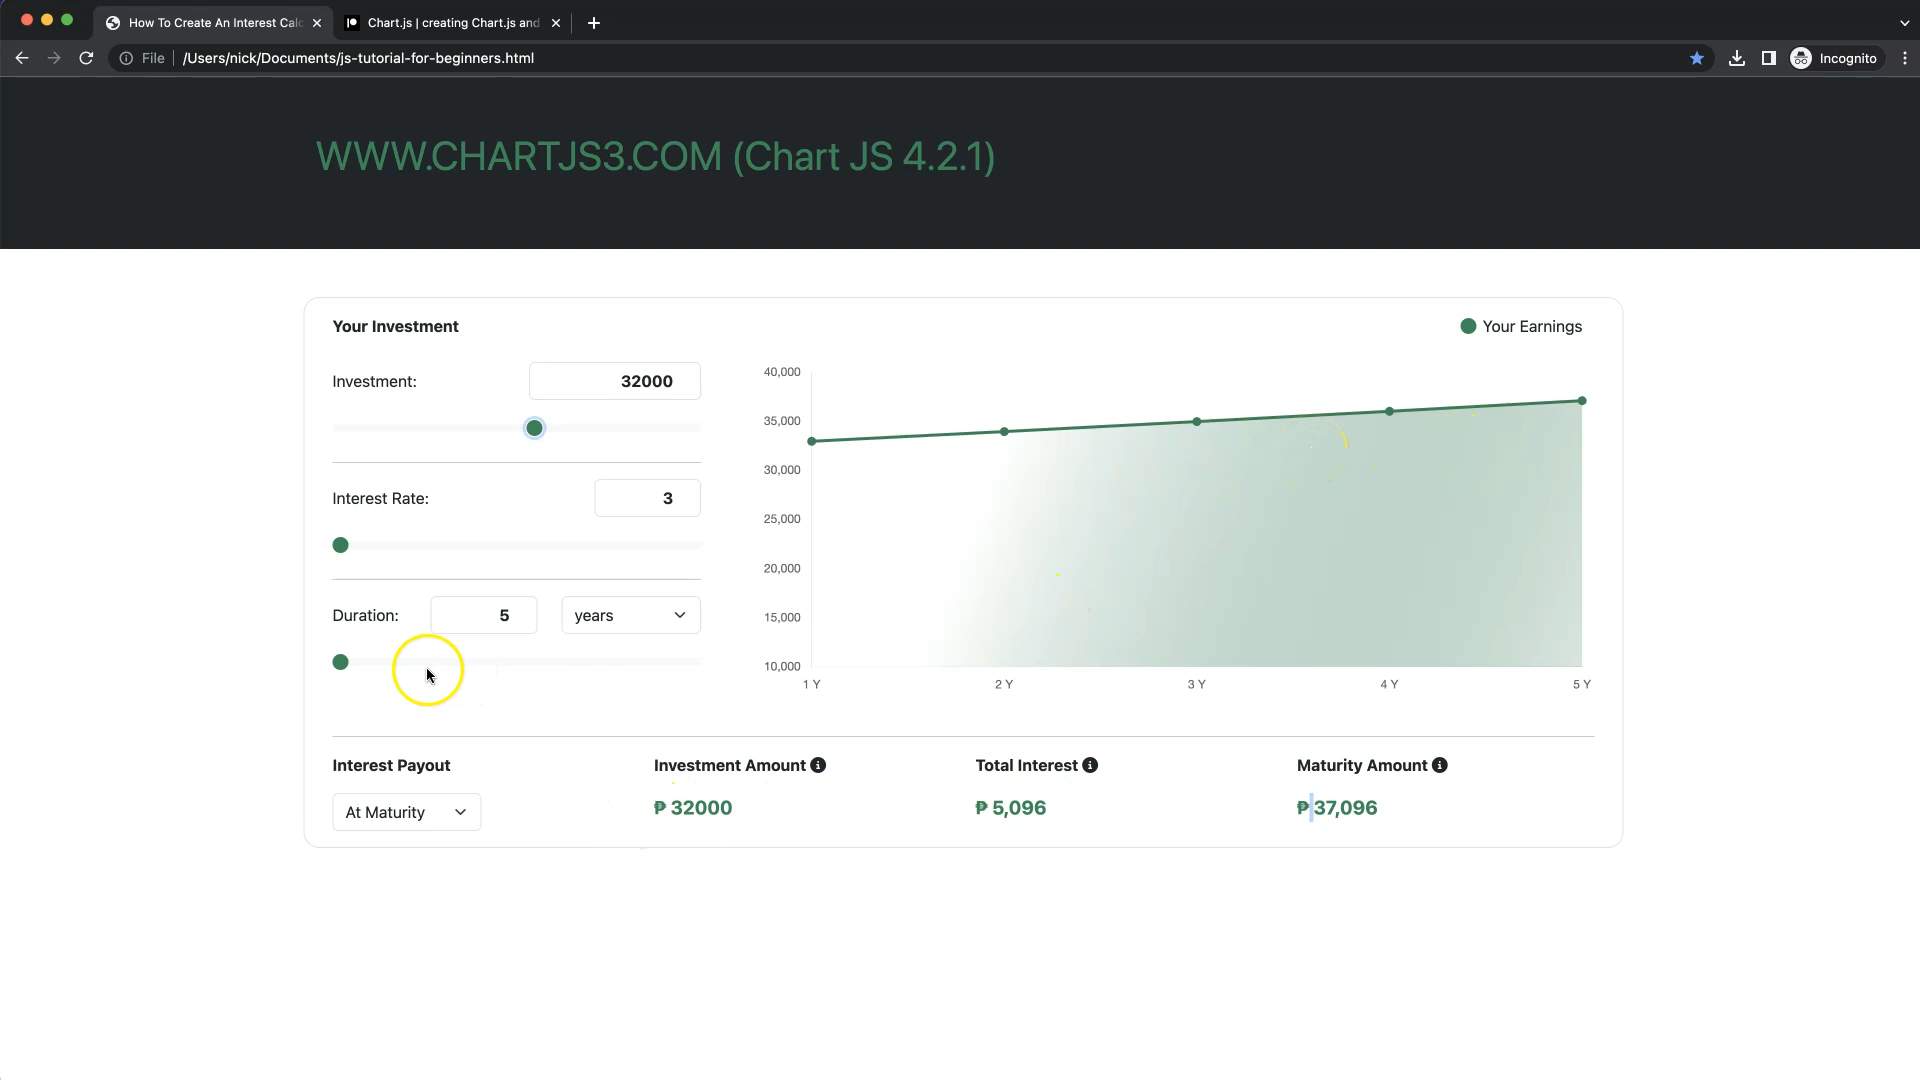 How To Create An Interest Calc
Chart.js | creating Chart.js and
File
/Users/nick/Documents/js-tutorial-for-beginners.html
Incognito
WWW.CHARTJS3.COM (Chart JS 4.2.1)
Your Investment
Your Earnings
Investment:
32000
Interest Rate:
3
Duration:
5
years
40,000
35,000
30,000
25,000
20,000
15,000
10,000
1 Y
2 Y
3 Y
4 Y
5 Y
Interest Payout
Investment Amount
Total Interest
Maturity Amount
At Maturity
₱ 32000
₱ 5,096
₱ 37,096